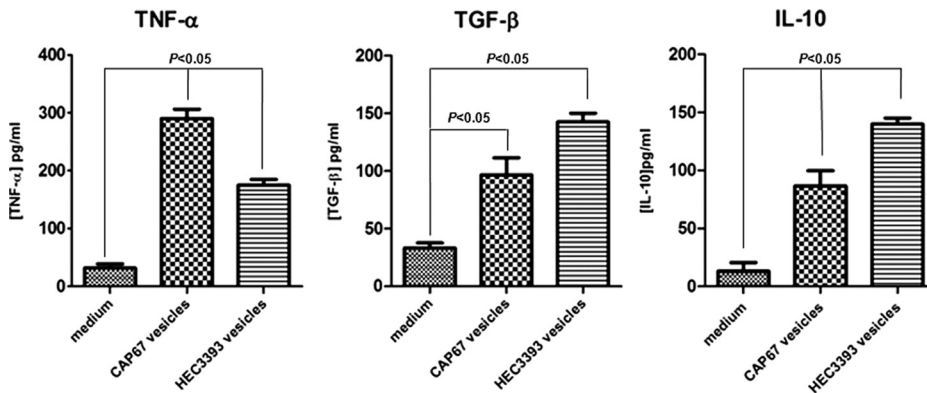 TNF-α
[TNF-α] pg/ml
400
300
200
100
0
P<0.05
medium
CAP67 vesicles
HEC3393 vesicles
TGF-β
[TGF-β] pg/ml
200
150
100
50
0
P<0.05
P<0.05
medium
CAP67 vesicles
HEC3393 vesicles
IL-10
[IL-10]pg/ml
200
150
100
50
0
P<0.05
medium
CAP67 vesicles
HEC3393 vesicles